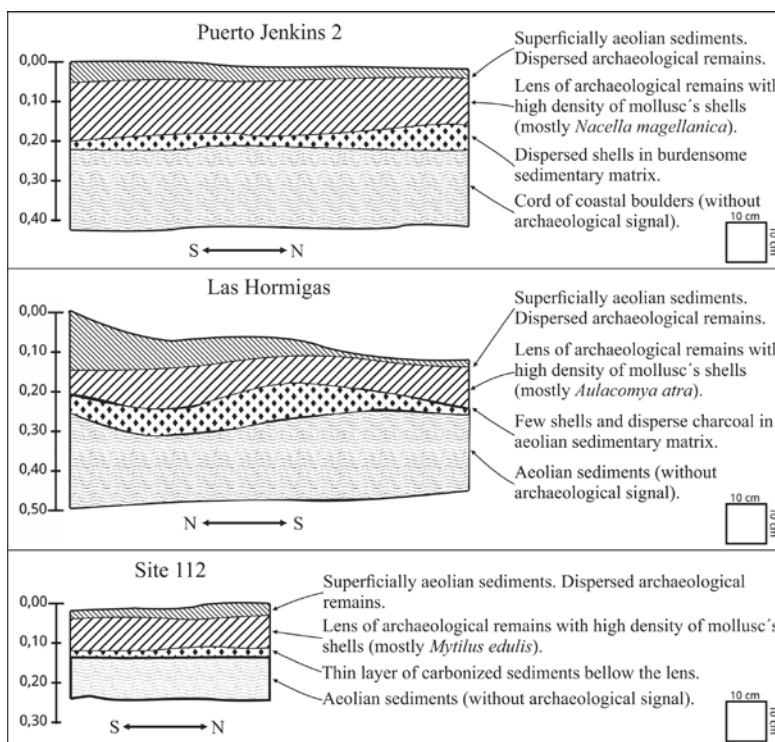 Puerto Jenkins 2
0,00
0,10
0,20
0,30
0,40
S N
Superficially aeolian sediments.
Dispersed archaeological remains.
Lens of archaeological remains with
high density of mollusc´s shells
(mostly Nacella magellanica).
Dispersed shells in burdensome
sedimentary matrix.
Cord of coastal boulders (without
archaeological signal).
10 cm
10 cm
Las Hormigas
0,00
0,10
0,20
0,30
0,40
0,50
N S
Superficially aeolian sediments.
Dispersed archaeological remains.
Lens of archaeological remains with
high density of mollusc´s shells
(mostly Aulacomya atra).
Few shells and disperse charcoal in
aeolian sedimentary matrix.
Aeolian sediments (without
archaeological signal).
10 cm
10 cm
Site 112
0,00
0,10
0,20
0,30
S N
Superficially aeolian sediments. Dispersed archaeological
remains.
Lens of archaeological remains with high density of mollusc´s
shells (mostly Mytilus edulis).
Thin layer of carbonized sediments bellow the lens.
Aeolian sediments (without archaeological signal).
10 cm
10 cm